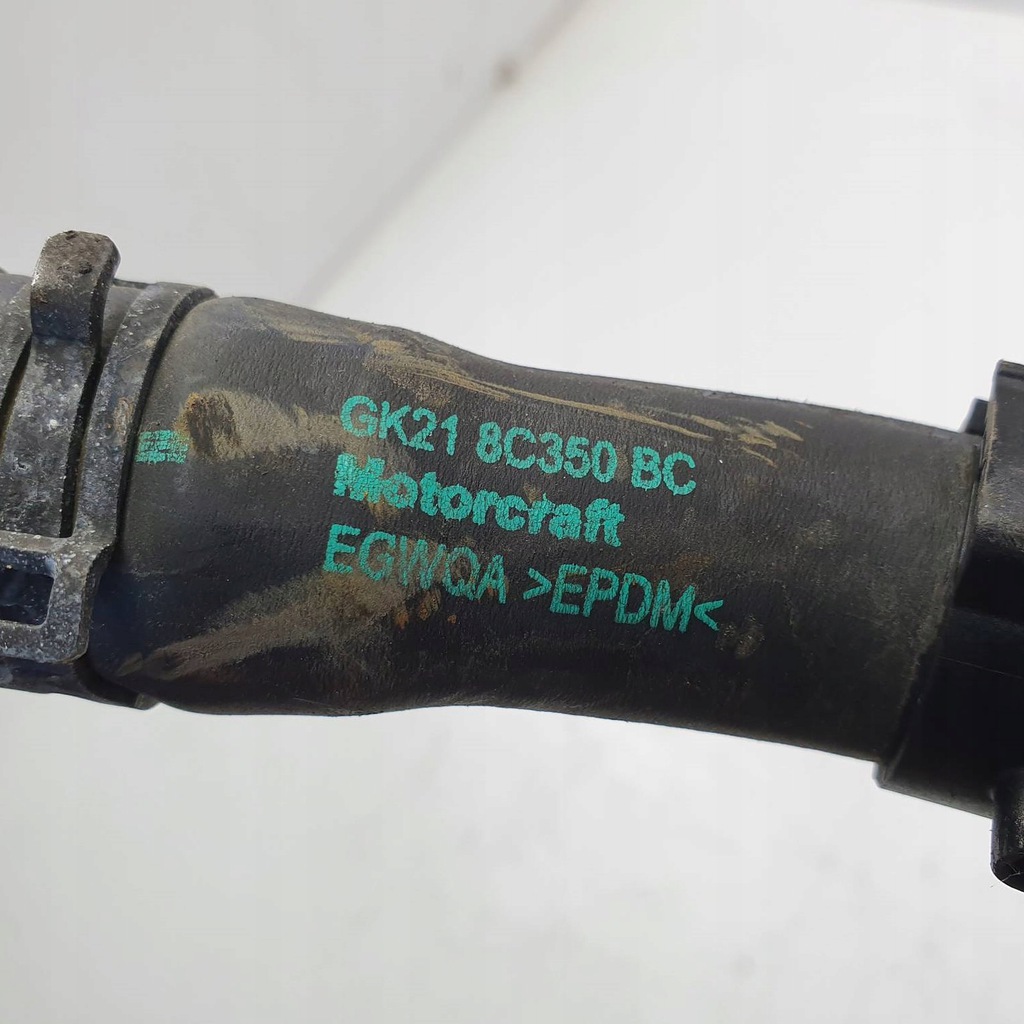 GK21 8C350 BC
Motorcraft
EGWQA >EPDM<